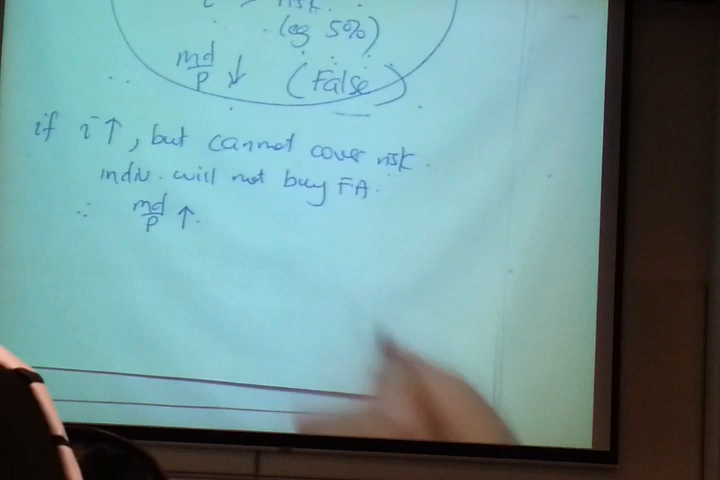 i > risk.
(eg 5%)
md/P ↓ (False)
if i ↑, but cannot cover risk.
indiv. will not buy FA.
∴ md/P ↑.